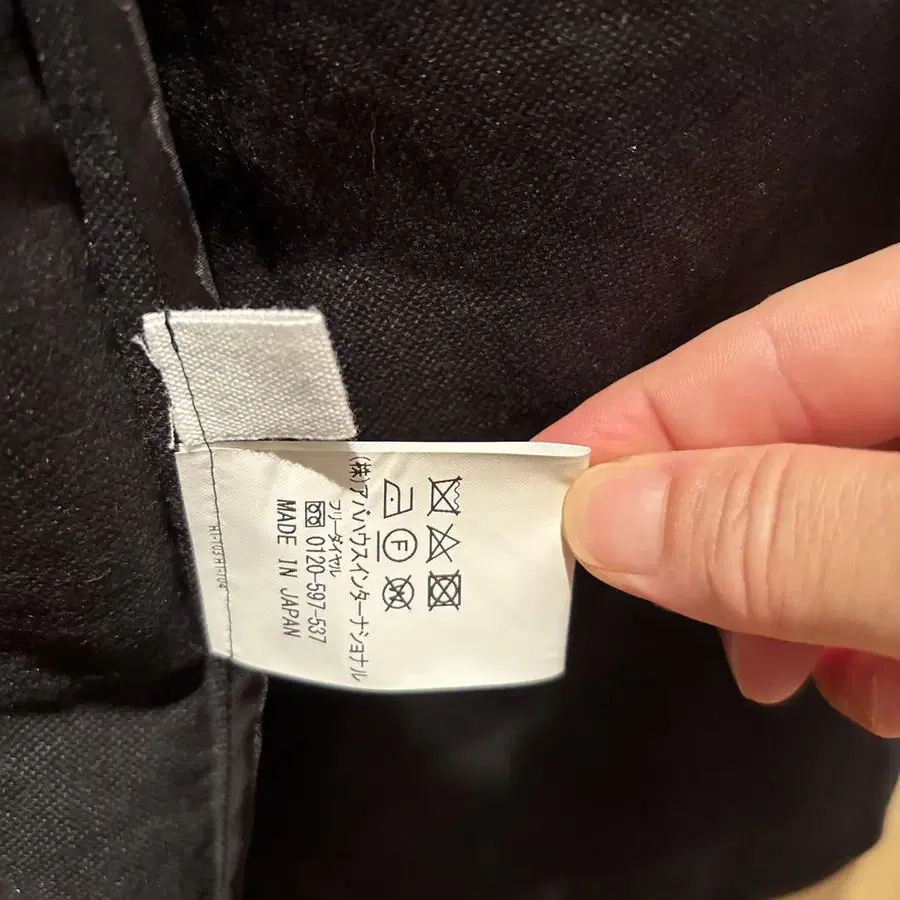 (株)アバハウスインターナショナル
フリーダイヤル
0120-597-537
MADE IN JAPAN